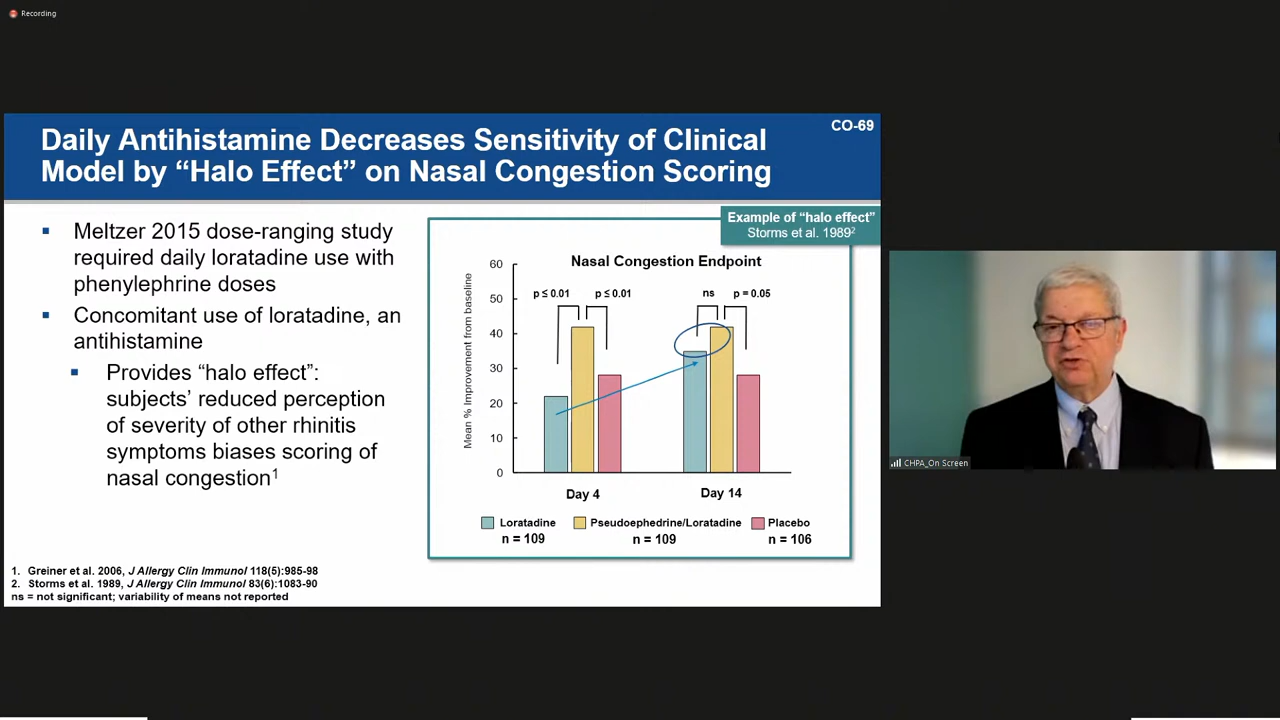 Recording
Daily Antihistamine Decreases Sensitivity of Clinical
Model by “Halo Effect” on Nasal Congestion Scoring
CO-69
▪ Meltzer 2015 dose-ranging study
required daily loratadine use with
phenylephrine doses
▪ Concomitant use of loratadine, an
antihistamine
▪ Provides “halo effect”:
subjects’ reduced perception
of severity of other rhinitis
symptoms biases scoring of
nasal congestion1
Example of “halo effect”
Storms et al. 19892
Nasal Congestion Endpoint
Mean % Improvement from baseline
60
50
40
30
20
10
0
p ≤ 0.01
p ≤ 0.01
ns
p = 0.05
Day 4
Day 14
Loratadine
n = 109
Pseudoephedrine/Loratadine
n = 109
Placebo
n = 106
1. Greiner et al. 2006, J Allergy Clin Immunol 118(5):985-98
2. Storms et al. 1989, J Allergy Clin Immunol 83(6):1083-90
ns = not significant; variability of means not reported
CHPA_On Screen